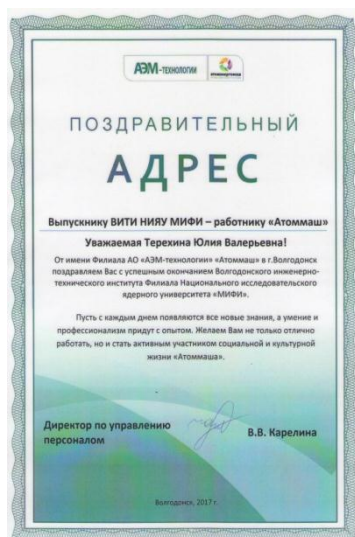 АЭМ-технологии
АТОМЭНЕРГОМАШ
ПОЗДРАВИТЕЛЬНЫЙ
АДРЕС
Выпускнику ВИТИ НИЯУ МИФИ – работнику «Атоммаш»
Уважаемая Терехина Юлия Валерьевна!
От имени Филиала АО «АЭМ-технологии» «Атоммаш» в г.Волгодонск
поздравляем Вас с успешным окончанием Волгодонского инженерно-
технического института Филиала Национального исследовательского
ядерного университета «МИФИ».
Пусть с каждым днем появляются все новые знания, а умение и
профессионализм придут с опытом. Желаем Вам не только отлично
работать, но и стать активным участником социальной и культурной
жизни «Атоммаша».
Директор по управлению
персоналом
В.В. Карелина
Волгодонск, 2017 г.